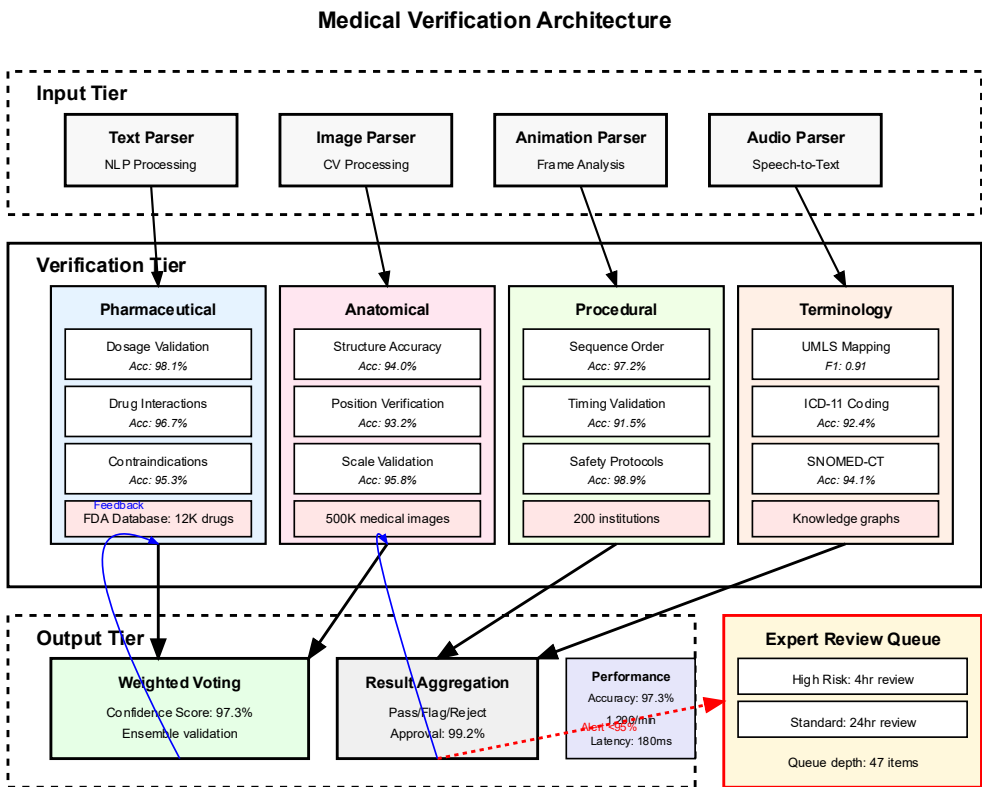 Medical Verification Architecture
Input Tier
Text Parser
NLP Processing
Image Parser
CV Processing
Animation Parser
Frame Analysis
Audio Parser
Speech-to-Text
Verification Tier
Pharmaceutical
Dosage Validation
Acc: 98.1%
Drug Interactions
Acc: 96.7%
Contraindications
Acc: 95.3%
Feedback
FDA Database: 12K drugs
Anatomical
Structure Accuracy
Acc: 94.0%
Position Verification
Acc: 93.2%
Scale Validation
Acc: 95.8%
500K medical images
Procedural
Sequence Order
Acc: 97.2%
Timing Validation
Acc: 91.5%
Safety Protocols
Acc: 98.9%
200 institutions
Terminology
UMLS Mapping
F1: 0.91
ICD-11 Coding
Acc: 92.4%
SNOMED-CT
Acc: 94.1%
Knowledge graphs
Output Tier
Weighted Voting
Confidence Score: 97.3%
Ensemble validation
Result Aggregation
Pass/Flag/Reject
Approval: 99.2%
Performance
Accuracy: 97.3%
1,200/min
Alert <95%
Latency: 180ms
Expert Review Queue
High Risk: 4hr review
Standard: 24hr review
Queue depth: 47 items